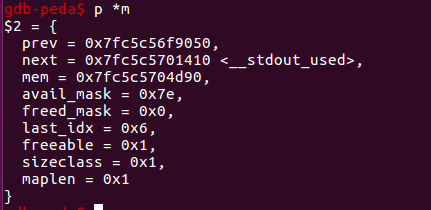 gdb-peda$ p *m
$2 = {
  prev = 0x7fc5c56f9050,
  next = 0x7fc5c5701410 <__stdout_used>,
  mem = 0x7fc5c5704d90,
  avail_mask = 0x7e,
  freed_mask = 0x0,
  last_idx = 0x6,
  freeable = 0x1,
  sizeclass = 0x1,
  maplen = 0x1
}